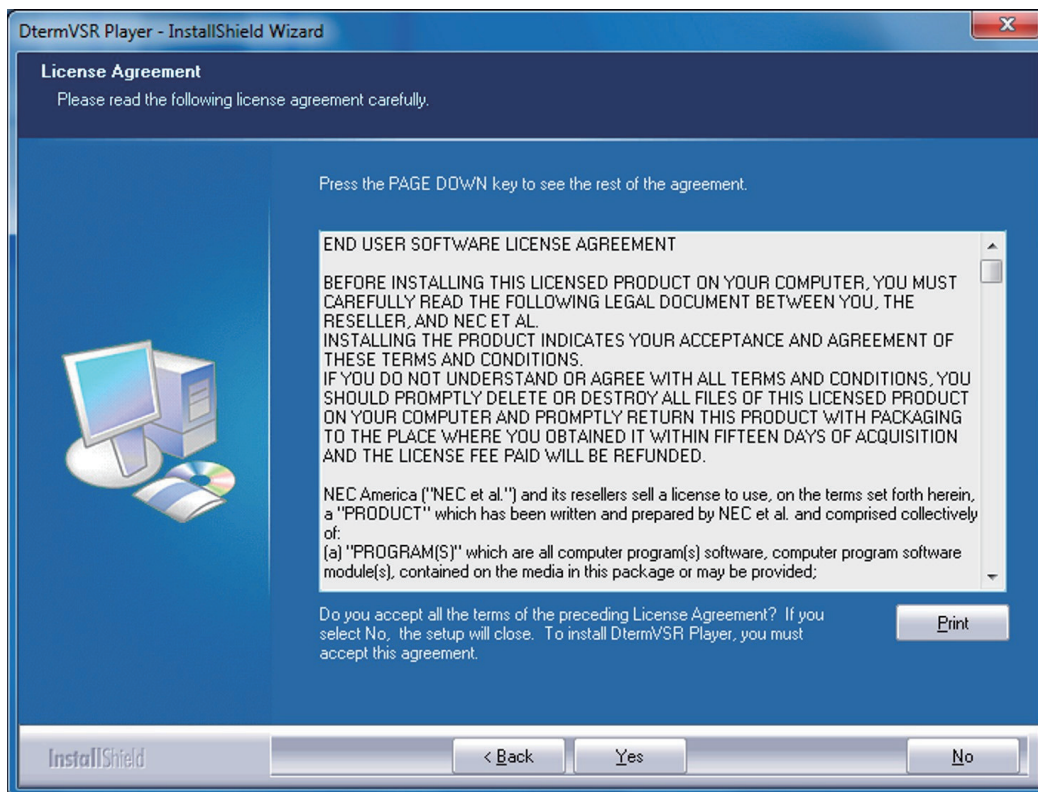 DtermVSR Player - InstallShield Wizard
License Agreement
Please read the following license agreement carefully.
Press the PAGE DOWN key to see the rest of the agreement.
END USER SOFTWARE LICENSE AGREEMENT
BEFORE INSTALLING THIS LICENSED PRODUCT ON YOUR COMPUTER, YOU MUST
CAREFULLY READ THE FOLLOWING LEGAL DOCUMENT BETWEEN YOU, THE
RESELLER, AND NEC ET AL.
INSTALLING THE PRODUCT INDICATES YOUR ACCEPTANCE AND AGREEMENT OF
THESE TERMS AND CONDITIONS.
IF YOU DO NOT UNDERSTAND OR AGREE WITH ALL TERMS AND CONDITIONS, YOU
SHOULD PROMPTLY DELETE OR DESTROY ALL FILES OF THIS LICENSED PRODUCT
ON YOUR COMPUTER AND PROMPTLY RETURN THIS PRODUCT WITH PACKAGING
TO THE PLACE WHERE YOU OBTAINED IT WITHIN FIFTEEN DAYS OF ACQUISITION
AND THE LICENSE FEE PAID WILL BE REFUNDED.
NEC America ("NEC et al.") and its resellers sell a license to use, on the terms set forth herein,
a "PRODUCT" which has been written and prepared by NEC et al. and comprised collectively
of:
(a) "PROGRAM(S)" which are all computer program(s) software, computer program software
module(s), contained on the media in this package or may be provided;
Do you accept all the terms of the preceding License Agreement? If you
select No, the setup will close. To install DtermVSR Player, you must
accept this agreement.
Print
InstallShield
< Back
Yes
No